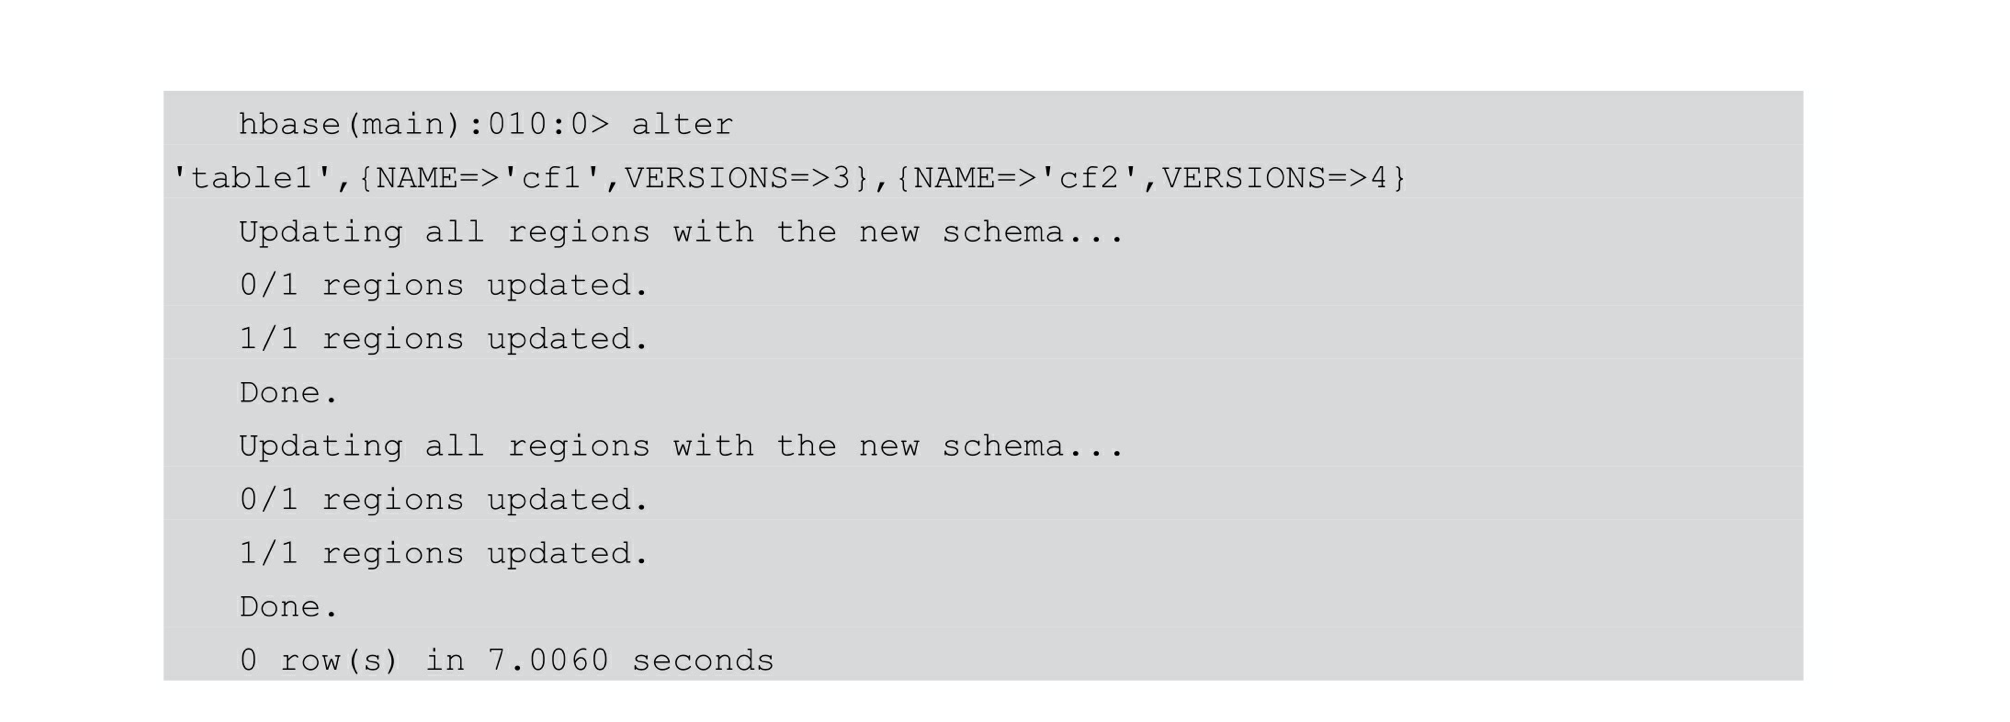 hbase(main):010:0> alter
'table1',{NAME=>'cf1',VERSIONS=>3},{NAME=>'cf2',VERSIONS=>4}
Updating all regions with the new schema...
0/1 regions updated.
1/1 regions updated.
Done.
Updating all regions with the new schema...
0/1 regions updated.
1/1 regions updated.
Done.
0 row(s) in 7.0060 seconds